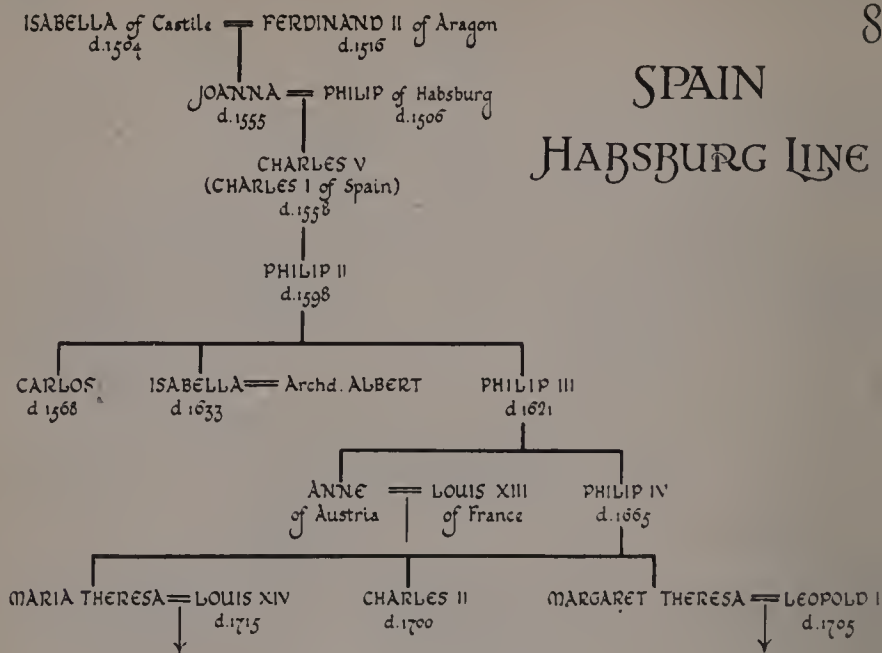 8
SPAIN
HABSBURG LINE
ISABELLA of Castile = FERDINAND II of Aragon
d.1504 d.1516
JOANNA = PHILIP of Habsburg
d.1555 d.1506
CHARLES V
(CHARLES I of Spain)
d.1558
PHILIP II
d.1598
CARLOS ISABELLA = Archd. ALBERT PHILIP III
d 1568 d 1633 d 1621
ANNE = LOUIS XIII PHILIP IV
of Austria of France d.1665
MARIA THERESA = LOUIS XIV CHARLES II MARGARET THERESA = LEOPOLD I
d.1715 d.1700 d.1705